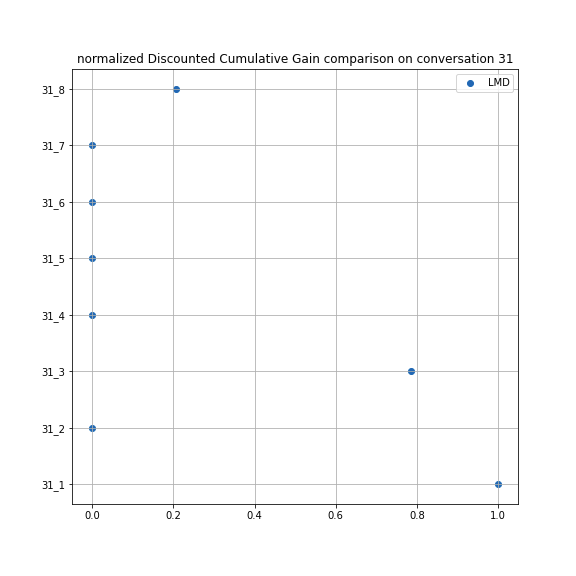 normalized Discounted Cumulative Gain comparison on conversation 31
LMD
31_8
31_7
31_6
31_5
31_4
31_3
31_2
31_1
0.0 0.2 0.4 0.6 0.8 1.0